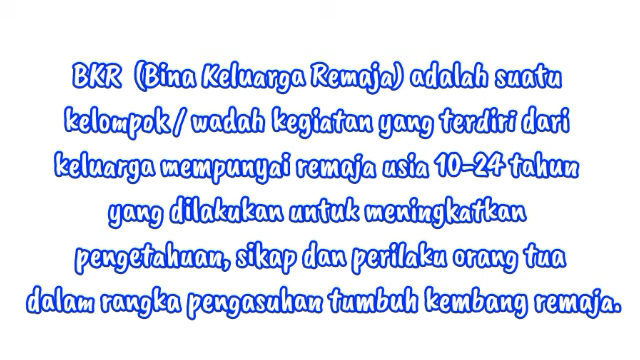 BKR (Bina Keluarga Remaja) adalah suatu
kelompok / wadah kegiatan yang terdiri dari
keluarga mempunyai remaja usia 10-24 tahun
yang dilakukan untuk meningkatkan
pengetahuan, sikap dan perilaku orang tua
dalam rangka pengasuhan tumbuh kembang remaja.